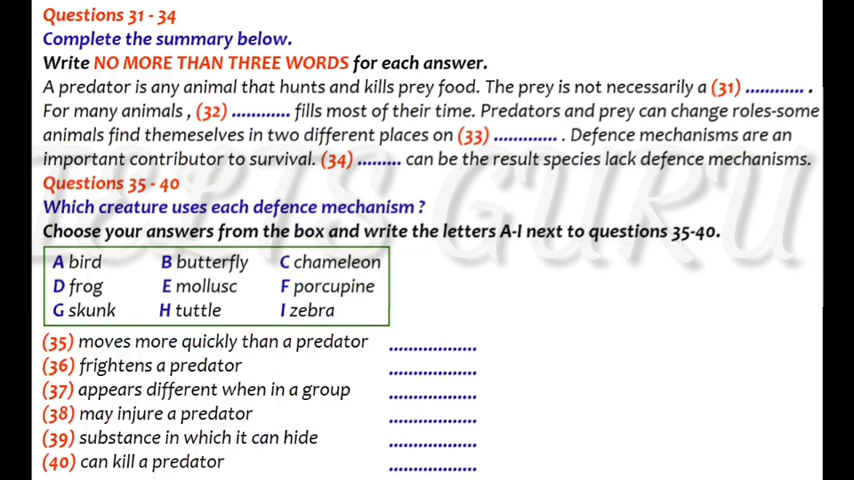 Questions 31 - 34
Complete the summary below.
Write NO MORE THAN THREE WORDS for each answer.
A predator is any animal that hunts and kills prey food. The prey is not necessarily a (31) ............ .
For many animals , (32) ............ fills most of their time. Predators and prey can change roles-some
animals find themeselves in two different places on (33) ............. . Defence mechanisms are an
important contributor to survival. (34) ......... can be the result species lack defence mechanisms.
Questions 35 - 40
Which creature uses each defence mechanism ?
Choose your answers from the box and write the letters A-I next to questions 35-40.
A bird B butterfly C chameleon
D frog E mollusc F porcupine
G skunk H tuttle I zebra
(35) moves more quickly than a predator ..................
(36) frightens a predator ..................
(37) appears different when in a group ..................
(38) may injure a predator ..................
(39) substance in which it can hide ..................
(40) can kill a predator ..................
IELTS GURU